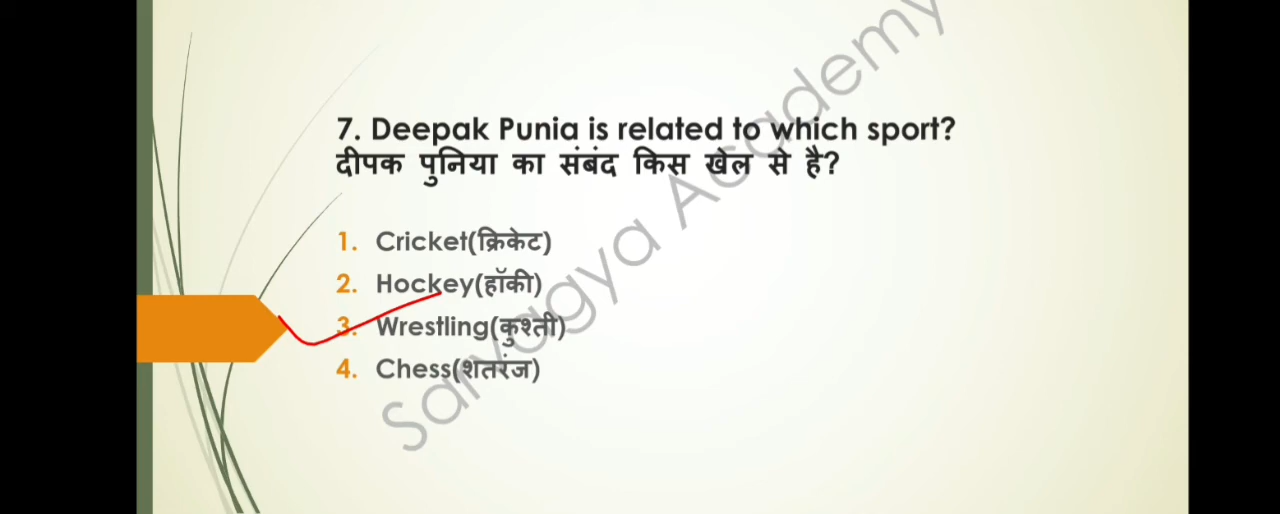 7. Deepak Punia is related to which sport?
दीपक पुनिया का संबंद किस खेल से है?
1. Cricket(क्रिकेट)
2. Hockey(हॉकी)
3. Wrestling(कुश्ती)
4. Chess(शतरंज)
Sarvagya Academy